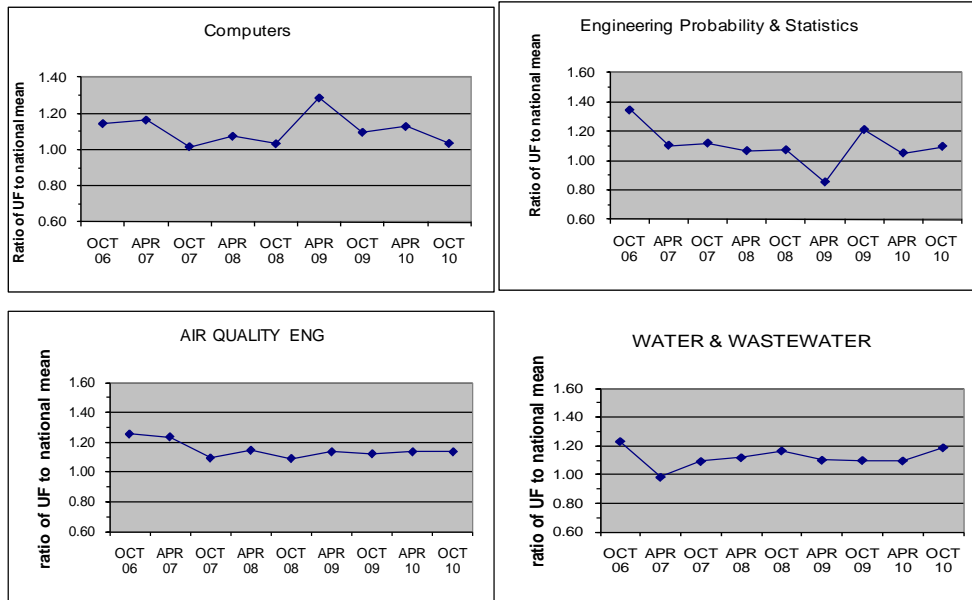 Computers
Ratio of UF to national mean
1.40
1.20
1.00
0.80
0.60
OCT APR OCT APR OCT APR OCT APR OCT
06 07 07 08 08 09 09 10 10
Engineering Probability & Statistics
Ratio of UF to national mean
1.60
1.40
1.20
1.00
0.80
0.60
OCT APR OCT APR OCT APR OCT APR OCT
06 07 07 08 08 09 09 10 10
AIR QUALITY ENG
ratio of UF to national mean
1.60
1.40
1.20
1.00
0.80
0.60
OCT APR OCT APR OCT APR OCT APR OCT
06 07 07 08 08 09 09 10 10
WATER & WASTEWATER
ratio of UF to national mean
1.60
1.40
1.20
1.00
0.80
0.60
OCT APR OCT APR OCT APR OCT APR OCT
06 07 07 08 08 09 09 10 10